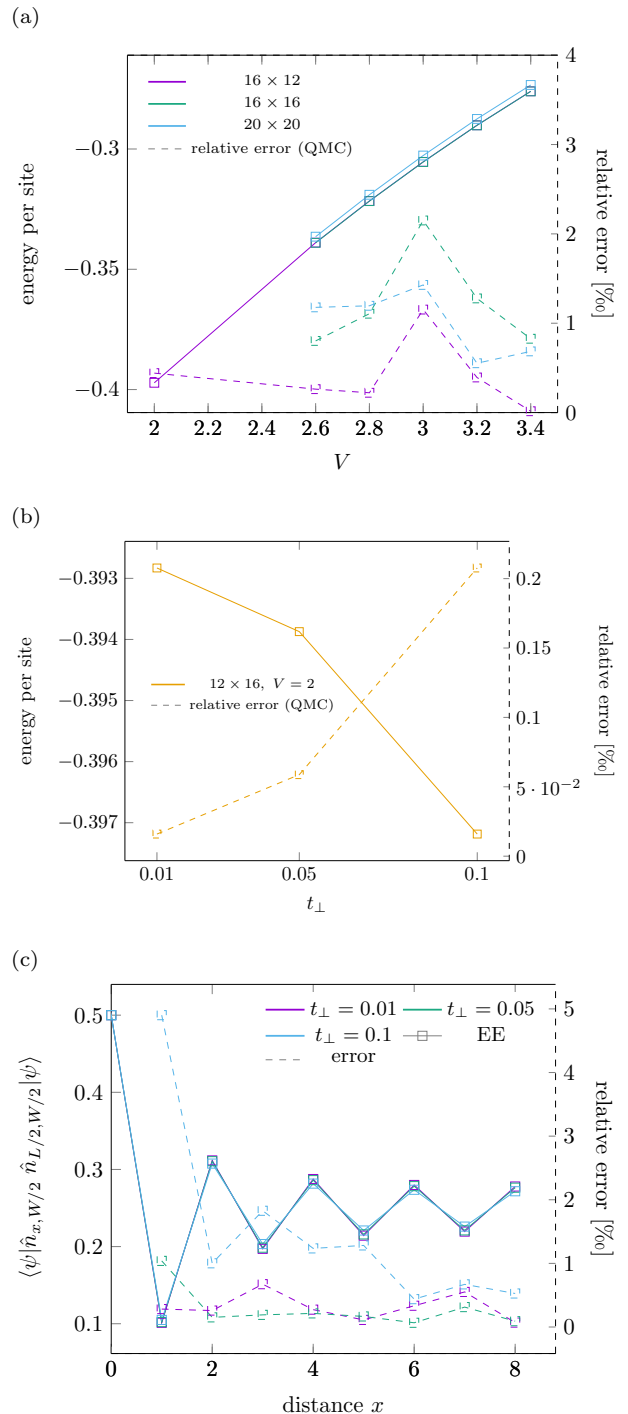 (a)
16 × 12
16 × 16
20 × 20
relative error (QMC)
energy per site
−0.3
−0.35
−0.4
4
3
2
1
0
relative error [‰]
2 2.2 2.4 2.6 2.8 3 3.2 3.4
V
(b)
energy per site
−0.393
−0.394
−0.395
−0.396
−0.397
12 × 16, V = 2
relative error (QMC)
0.2
0.15
0.1
5 · 10⁻²
0
relative error [‰]
0.01 0.05 0.1
t⊥
(c)
⟨ψ|n̂x,W/2 n̂L/2,W/2|ψ⟩
0.5
0.4
0.3
0.2
0.1
t⊥ = 0.01 t⊥ = 0.05
t⊥ = 0.1 EE
error
5
4
3
2
1
0
relative error [‰]
0 2 4 6 8
distance x